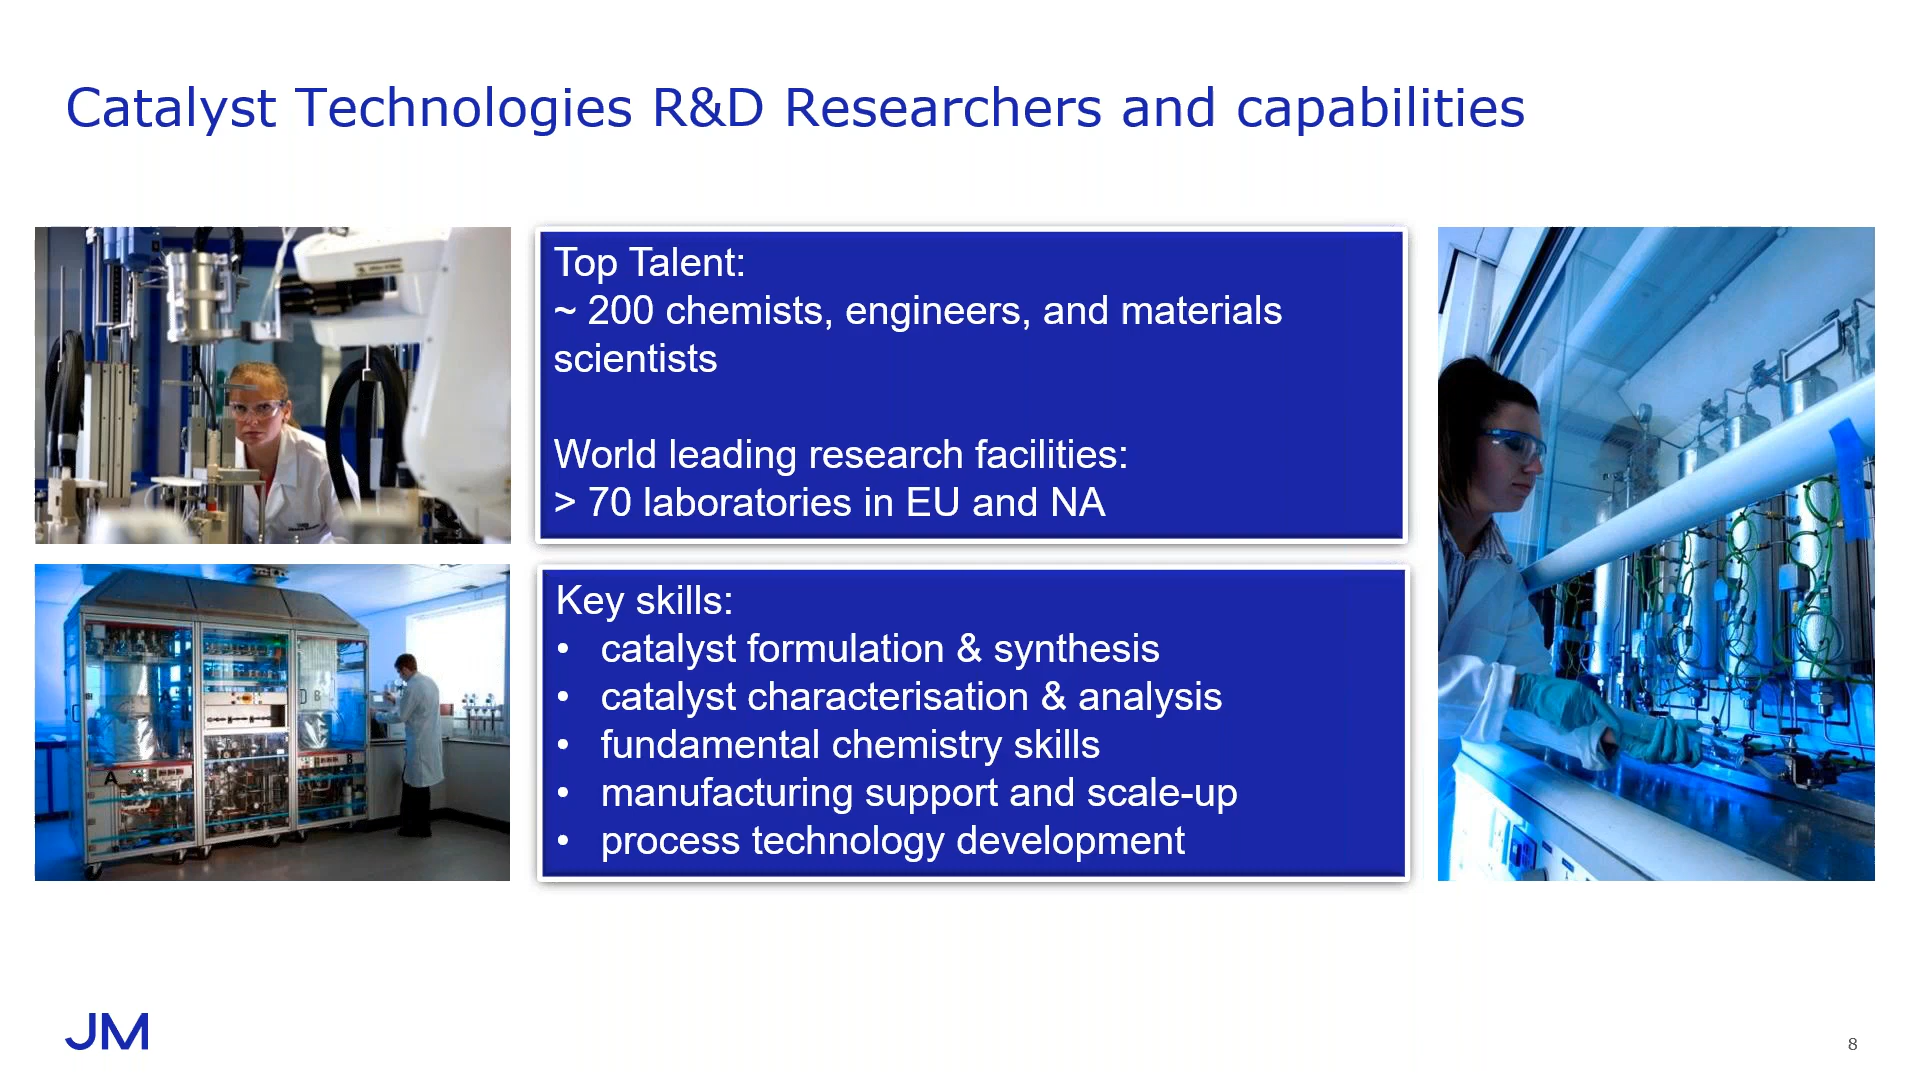 Catalyst Technologies R&D Researchers and capabilities
Top Talent:
~ 200 chemists, engineers, and materials
scientists
World leading research facilities:
> 70 laboratories in EU and NA
Key skills:
• catalyst formulation & synthesis
• catalyst characterisation & analysis
• fundamental chemistry skills
• manufacturing support and scale-up
• process technology development
A
B
A
B
JM
8